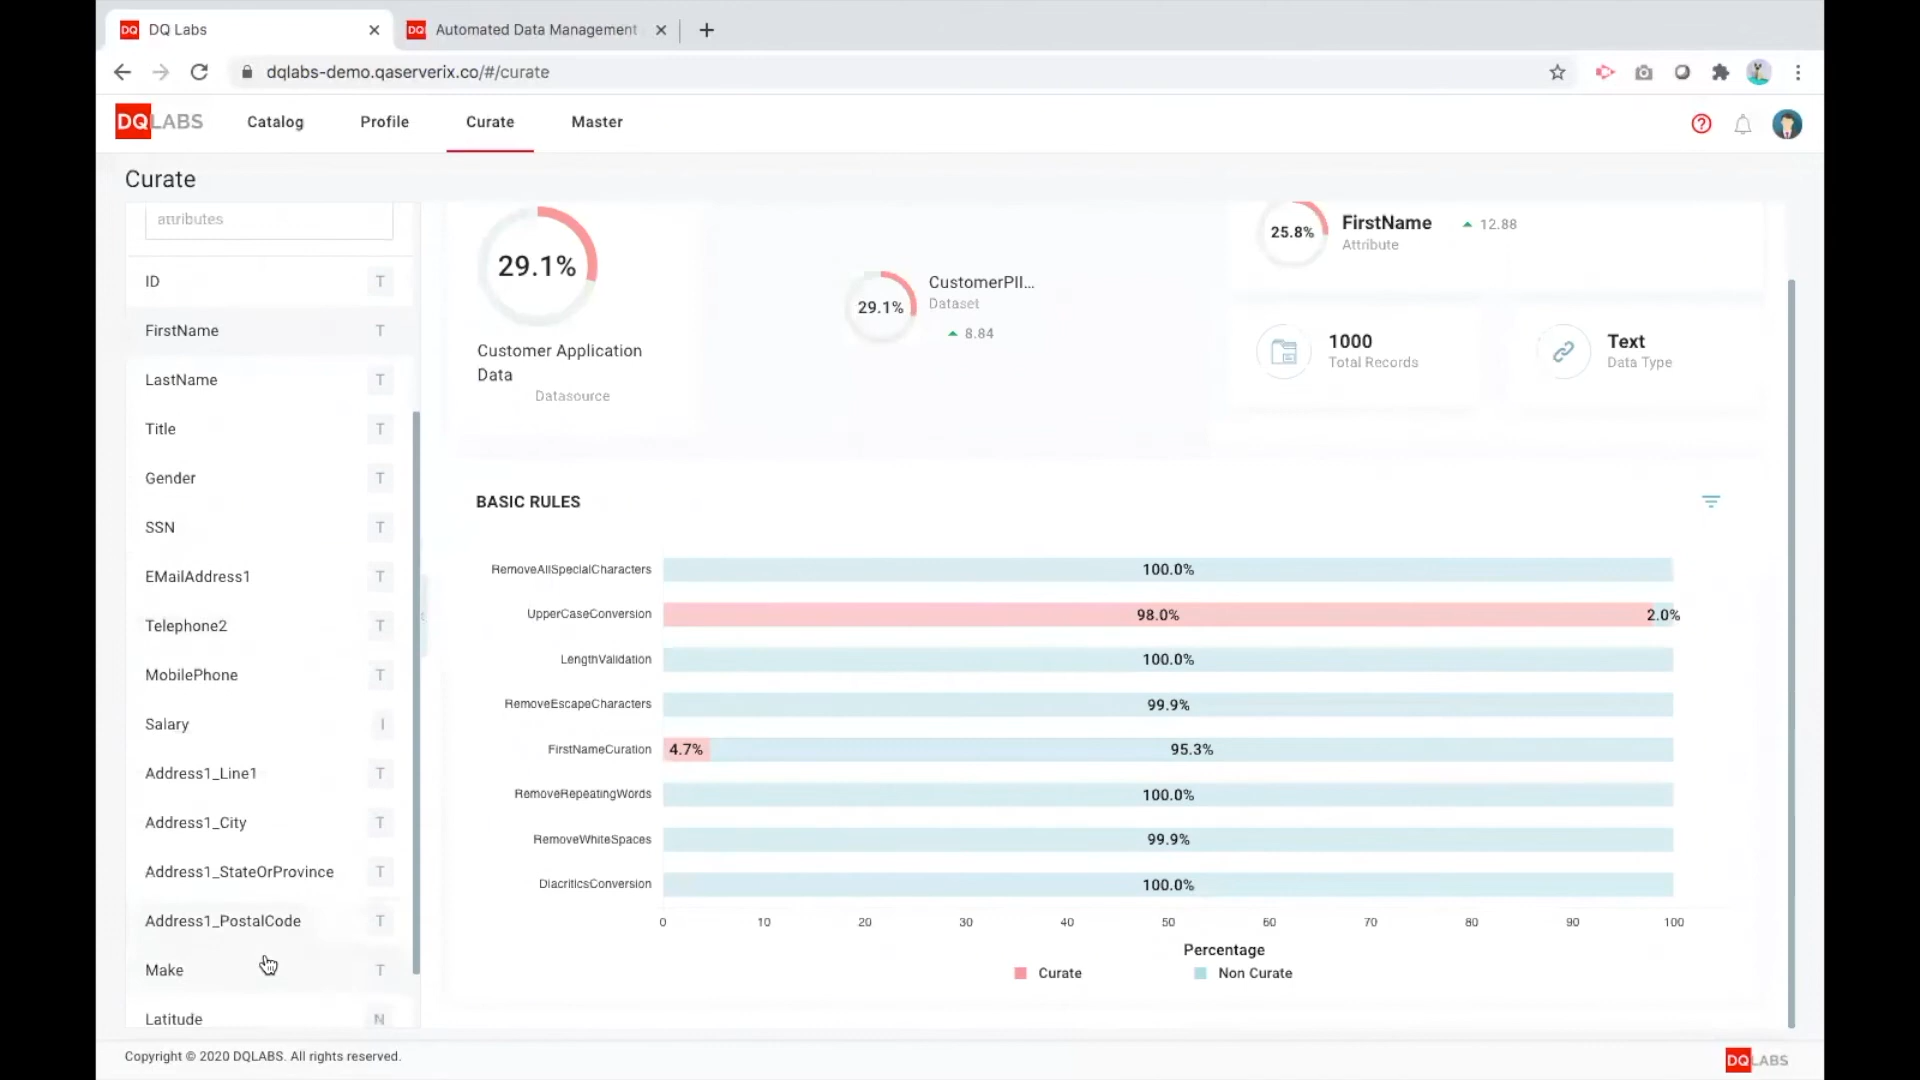 DQ DQ Labs
DQ Automated Data Management
dqlabs-demo.qaserverix.co/#/curate
DQLABS Catalog Profile Curate Master
Curate
attributes
ID T
FirstName T
LastName T
Title T
Gender T
SSN T
EMailAddress1 T
Telephone2 T
MobilePhone T
Salary I
Address1_Line1 T
Address1_City T
Address1_StateOrProvince T
Address1_PostalCode T
Make T
Latitude N
29.1%
Customer Application
Data
Datasource
29.1%
CustomerPII...
Dataset
8.84
25.8%
FirstName 12.88
Attribute
1000
Total Records
Text
Data Type
BASIC RULES
RemoveAllSpecialCharacters 100.0%
UpperCaseConversion 98.0% 2.0%
LengthValidation 100.0%
RemoveEscapeCharacters 99.9%
FirstNameCuration 4.7% 95.3%
RemoveRepeatingWords 100.0%
RemoveWhiteSpaces 99.9%
DiacriticsConversion 100.0%
0 10 20 30 40 50 60 70 80 90 100
Percentage
Curate Non Curate
Copyright © 2020 DQLABS. All rights reserved.
DQLABS